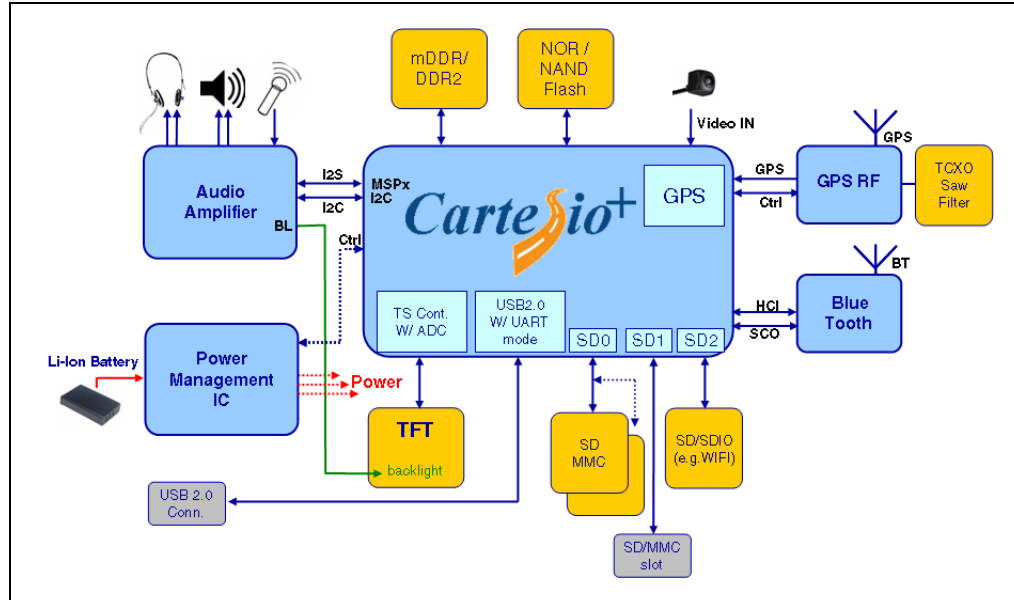 mDDR/
DDR2
NOR /
NAND
Flash
Video IN
GPS
Audio
Amplifier
BL
I2S
I2C
MSPx
I2C
Ctrl
Cartesio+
GPS
GPS
Ctrl
GPS RF
TCXO
Saw
Filter
BT
HCI
SCO
Blue
Tooth
TS Cont.
W/ ADC
USB2.0
W/ UART
mode
SD0
SD1
SD2
Li-Ion Battery
Power
Management
IC
Power
TFT
backlight
SD
MMC
SD/SDIO
(e.g.WIFI)
USB 2.0
Conn.
SD/MMC
slot